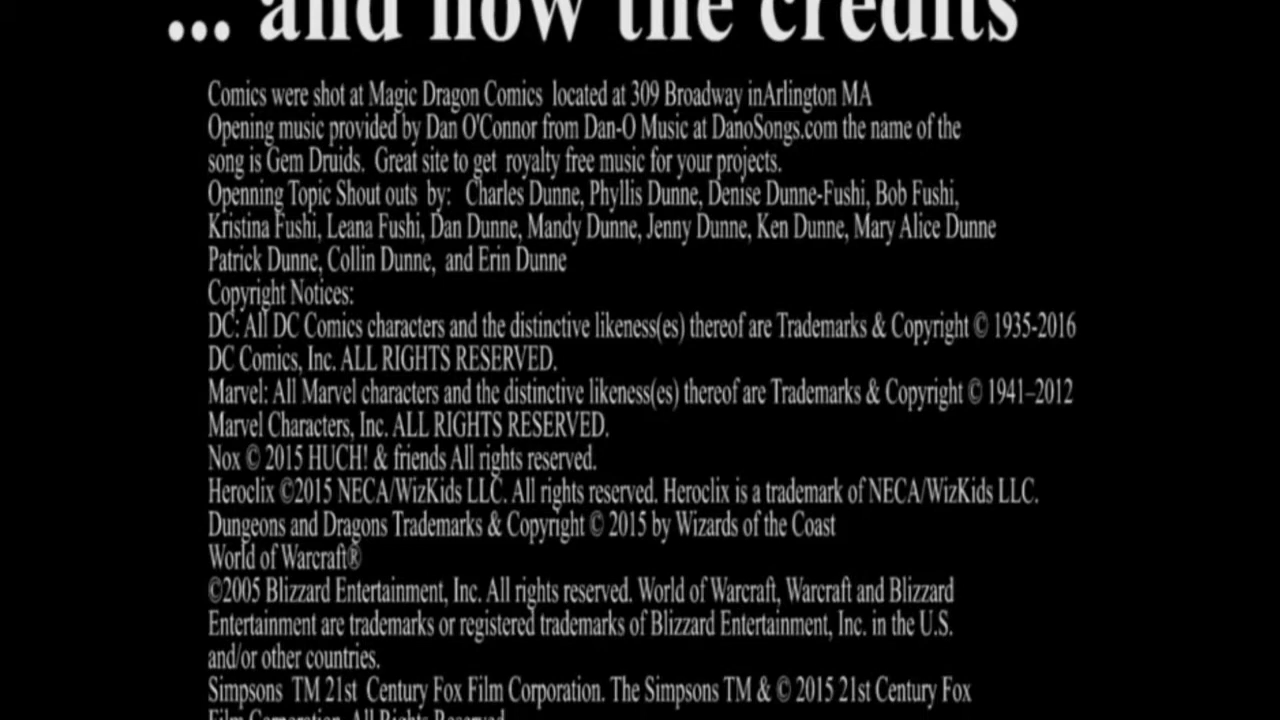 ... and now the credits
Comics were shot at Magic Dragon Comics  located at 309 Broadway inArlington MA
Opening music provided by Dan O'Connor from Dan-O Music at DanoSongs.com the name of the
song is Gem Druids.  Great site to get  royalty free music for your projects.
Openning Topic Shout outs  by:   Charles Dunne, Phyllis Dunne, Denise Dunne-Fushi, Bob Fushi,
Kristina Fushi, Leana Fushi, Dan Dunne, Mandy Dunne, Jenny Dunne, Ken Dunne, Mary Alice Dunne
Patrick Dunne, Collin Dunne,  and Erin Dunne
Copyright Notices:
DC: All DC Comics characters and the distinctive likeness(es) thereof are Trademarks & Copyright © 1935-2016
DC Comics, Inc. ALL RIGHTS RESERVED.
Marvel: All Marvel characters and the distinctive likeness(es) thereof are Trademarks & Copyright © 1941–2012
Marvel Characters, Inc. ALL RIGHTS RESERVED.
Nox © 2015 HUCH! & friends All rights reserved.
Heroclix ©2015 NECA/WizKids LLC. All rights reserved. Heroclix is a trademark of NECA/WizKids LLC.
Dungeons and Dragons Trademarks & Copyright © 2015 by Wizards of the Coast
World of Warcraft®
©2005 Blizzard Entertainment, Inc. All rights reserved. World of Warcraft, Warcraft and Blizzard
Entertainment are trademarks or registered trademarks of Blizzard Entertainment, Inc. in the U.S.
and/or other countries.
Simpsons  TM 21st  Century Fox Film Corporation. The Simpsons TM & © 2015 21st Century Fox
Film Corporation. All Rights Reserved.